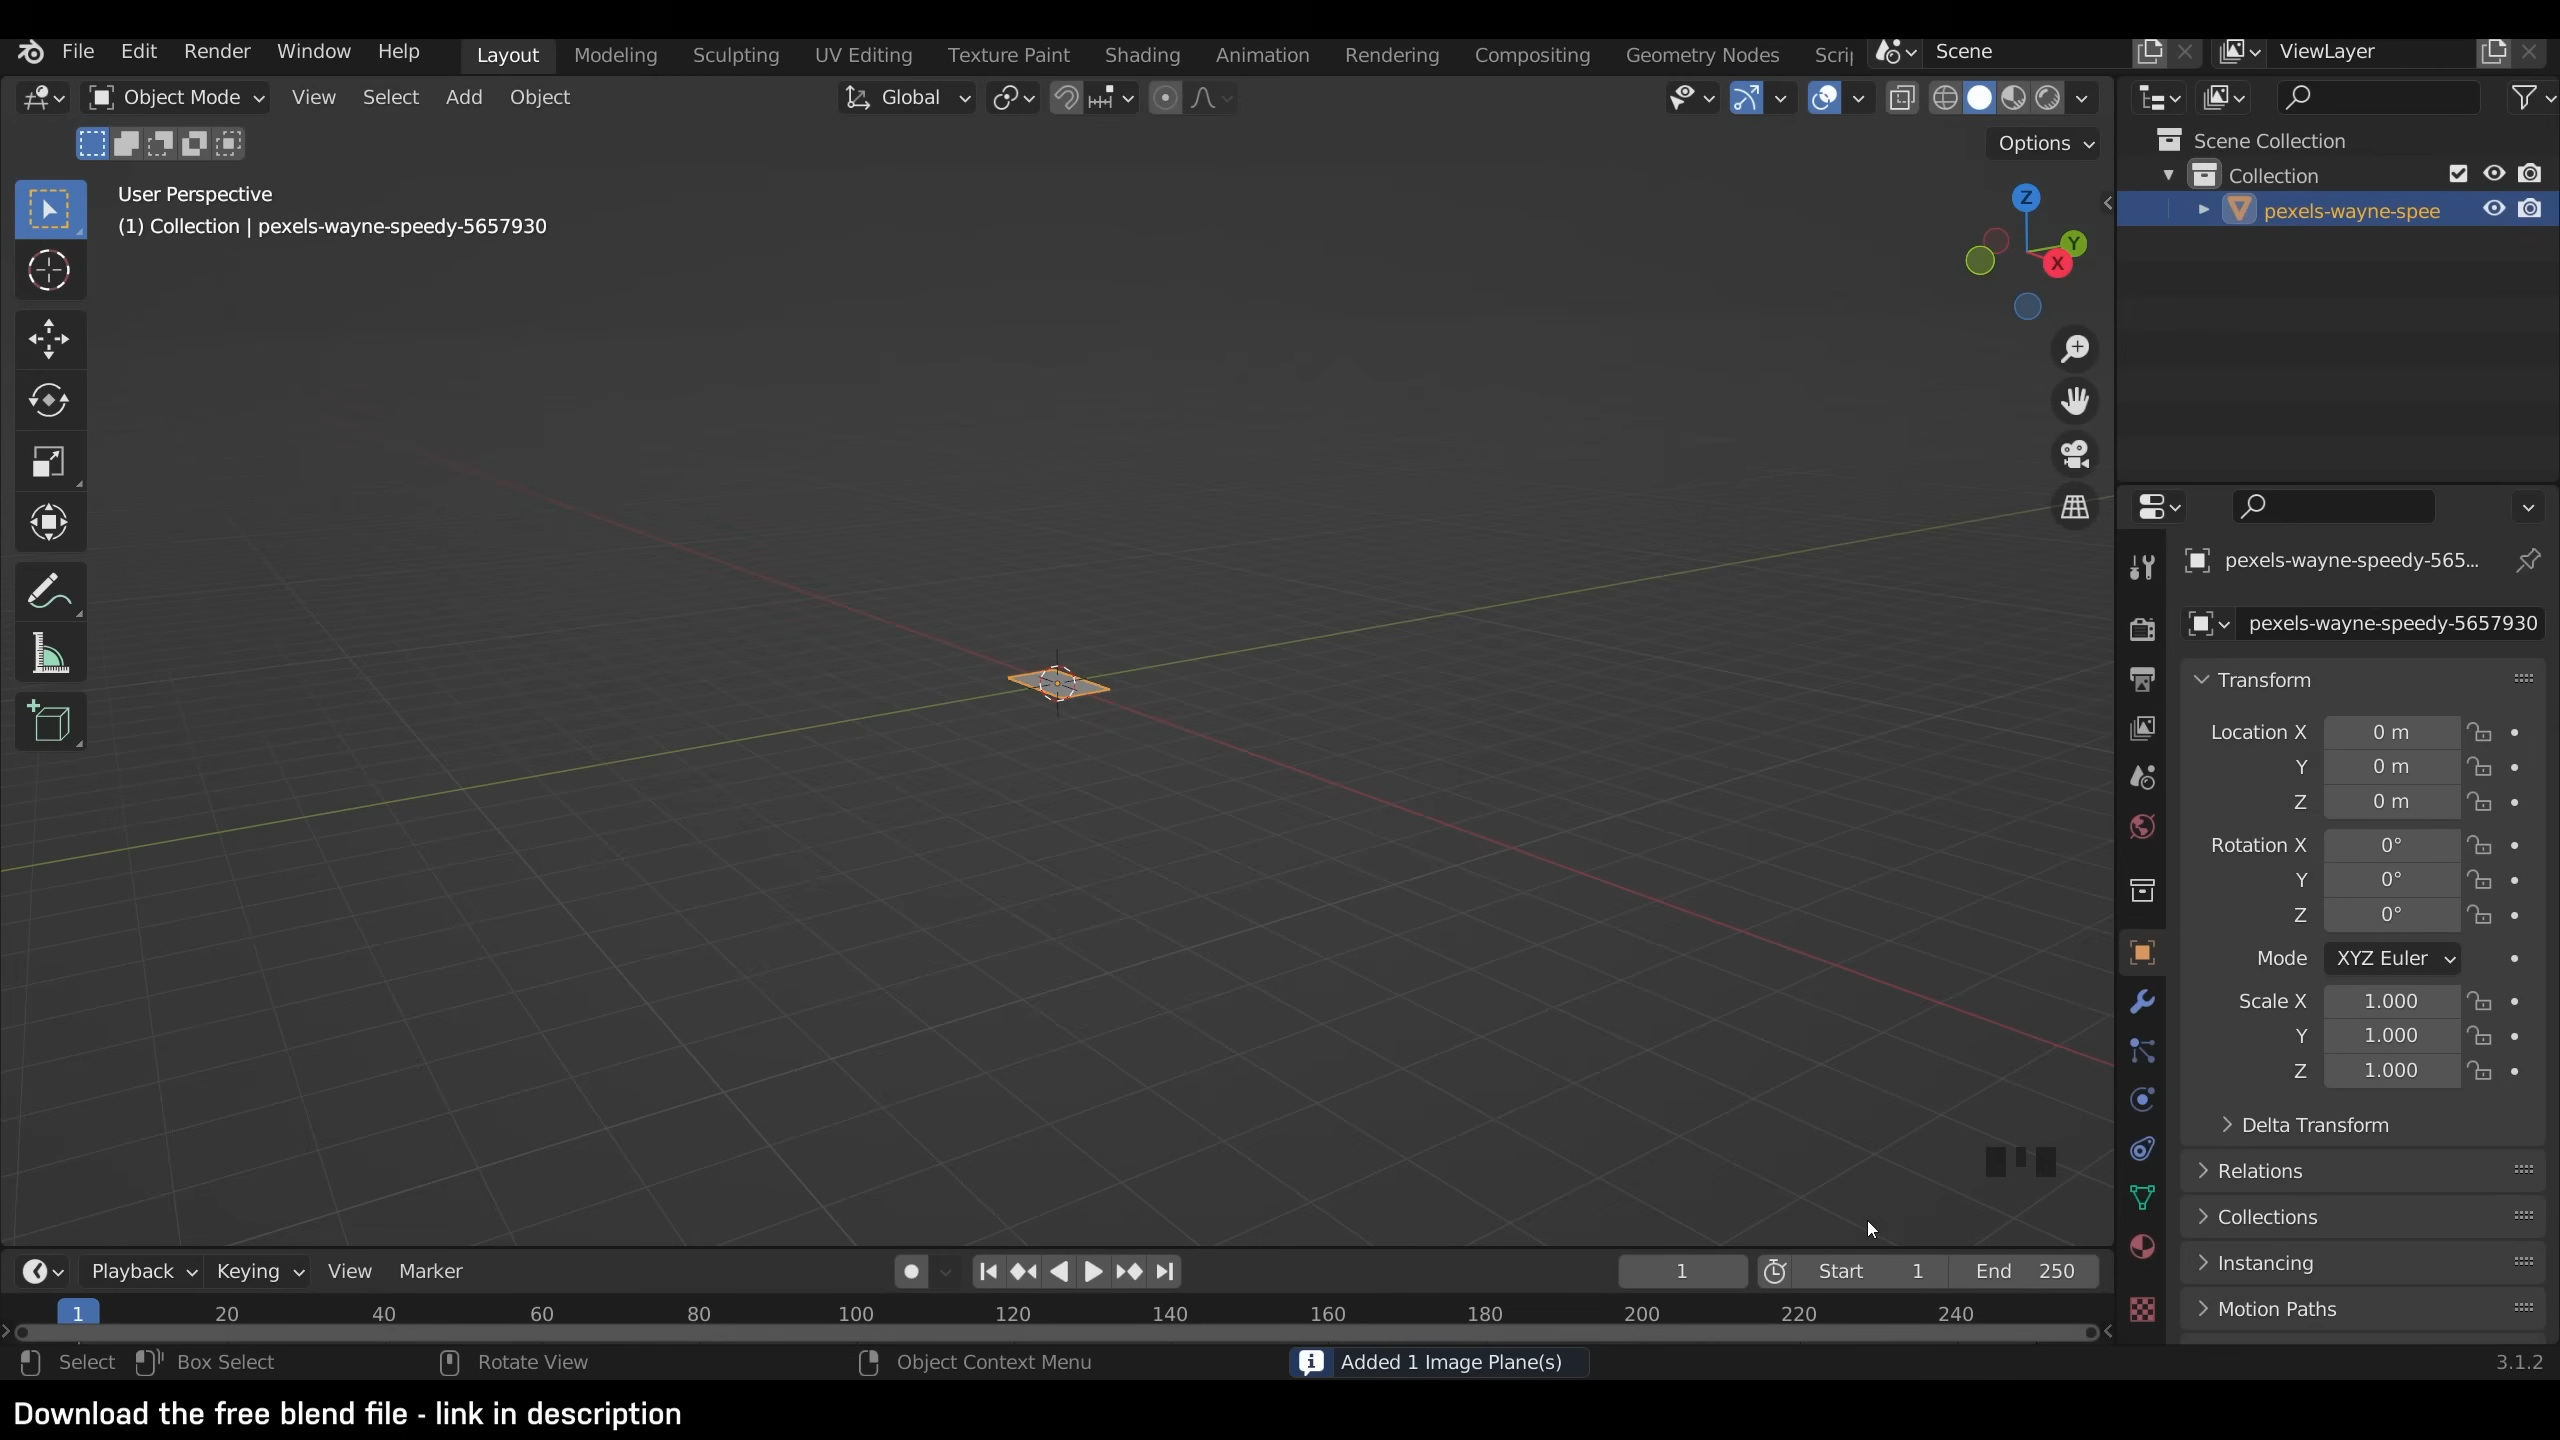 File Edit Render Window Help Layout Modeling Sculpting UV Editing Texture Paint Shading Animation Rendering Compositing Geometry Nodes Scrip Scene ViewLayer
Object Mode View Select Add Object Global
Options
User Perspective
(1) Collection | pexels-wayne-speedy-5657930
Z
Y
X
Scene Collection
Collection
pexels-wayne-spee
pexels-wayne-speedy-565...
pexels-wayne-speedy-5657930
Transform
Location X 0 m
Y 0 m
Z 0 m
Rotation X 0°
Y 0°
Z 0°
Mode XYZ Euler
Scale X 1.000
Y 1.000
Z 1.000
Delta Transform
Relations
Collections
Instancing
Motion Paths
Playback Keying View Marker 1 Start 1 End 250
1 20 40 60 80 100 120 140 160 180 200 220 240
Select Box Select Rotate View Object Context Menu Added 1 Image Plane(s) 3.1.2
Download the free blend file - link in description